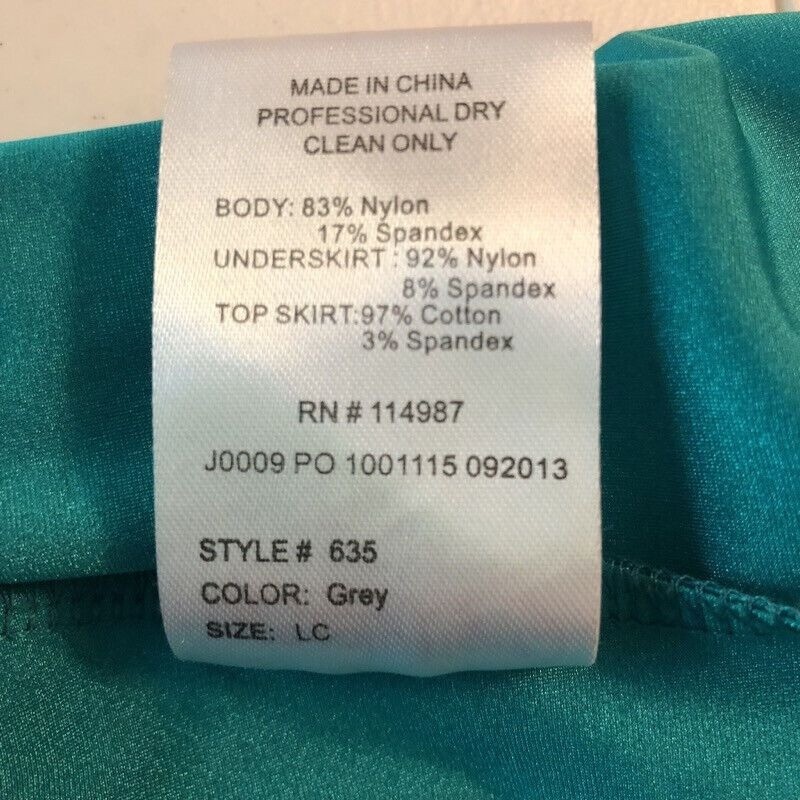 MADE IN CHINA
PROFESSIONAL DRY
CLEAN ONLY
BODY: 83% Nylon
17% Spandex
UNDERSKIRT : 92% Nylon
8% Spandex
TOP SKIRT:97% Cotton
3% Spandex
RN # 114987
J0009 PO 1001115 092013
STYLE # 635
COLOR: Grey
SIZE: LC